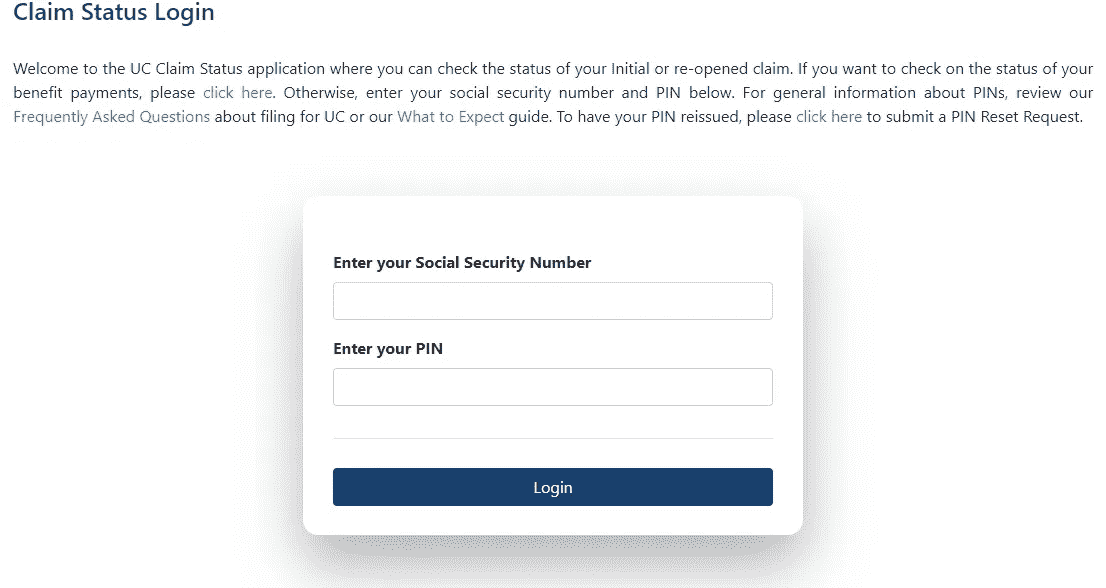 Claim Status Login
Welcome to the UC Claim Status application where you can check the status of your Initial or re-opened claim. If you want to check on the status of your
benefit payments, please click here. Otherwise, enter your social security number and PIN below. For general information about PINs, review our
Frequently Asked Questions about filing for UC or our What to Expect guide. To have your PIN reissued, please click here to submit a PIN Reset Request.
Enter your Social Security Number
Enter your PIN
Login